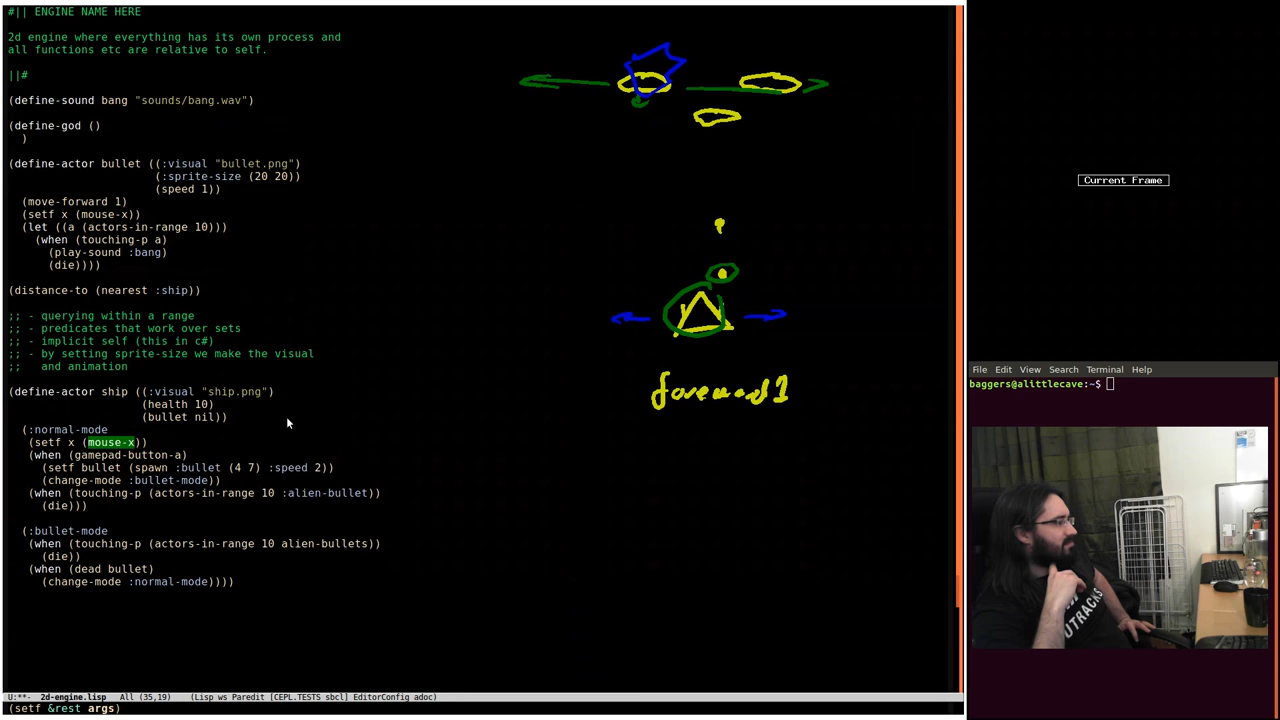 #|| ENGINE NAME HERE
2d engine where everything has its own process and
all functions etc are relative to self.
||#
(define-sound bang "sounds/bang.wav")
(define-god ()
  )
(define-actor bullet ((:visual "bullet.png")
                      (:sprite-size (20 20))
                      (speed 1))
  (move-forward 1)
  (setf x (mouse-x))
  (let ((a (actors-in-range 10)))
    (when (touching-p a)
      (play-sound :bang)
      (die))))
(distance-to (nearest :ship))
;; - querying within a range
;; - predicates that work over sets
;; - implicit self (this in c#)
;; - by setting sprite-size we make the visual
;;   and animation
(define-actor ship ((:visual "ship.png")
                    (health 10)
                    (bullet nil))
  (:normal-mode
   (setf x (mouse-x))
   (when (gamepad-button-a)
     (setf bullet (spawn :bullet (4 7) :speed 2))
     (change-mode :bullet-mode))
   (when (touching-p (actors-in-range 10 :alien-bullet))
     (die)))
  (:bullet-mode
   (when (touching-p (actors-in-range 10 alien-bullets))
     (die))
   (when (dead bullet)
     (change-mode :normal-mode))))
U:**-  2d-engine.lisp   All (35,19)    (Lisp ws Paredit [CEPL.TESTS sbcl] EditorConfig adoc)
(setf &rest args)
Current Frame
File Edit View Search Terminal Help
baggers@alittlecave:~$
UTRACKS